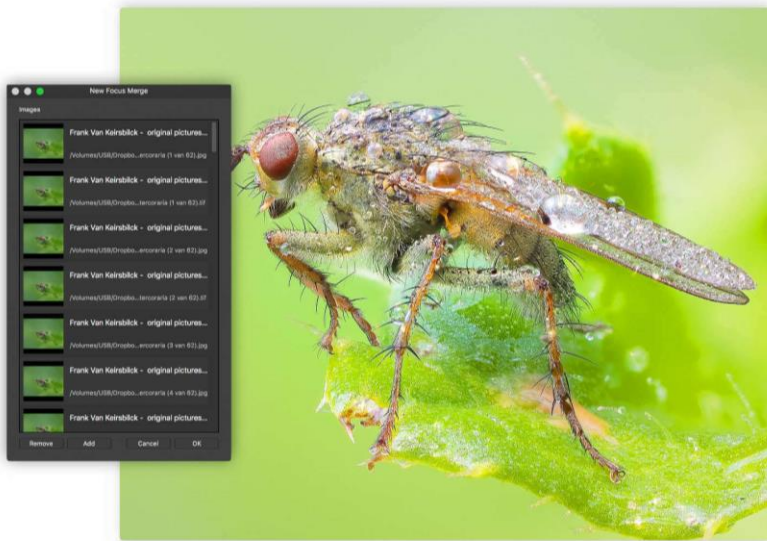 New Focus Merge
Images
Frank Van Keirsbilck - original pictures...
/Volumes/USB/Dropbo...ercoraria (1 van 62).jpg
Frank Van Keirsbilck - original pictures...
/Volumes/USB/Dropbo...tercoraria (1 van 62).tif
Frank Van Keirsbilck - original pictures...
/Volumes/USB/Dropbo...ercoraria (2 van 62).jpg
Frank Van Keirsbilck - original pictures...
/Volumes/USB/Dropbo...tercoraria (2 van 62).tif
Frank Van Keirsbilck - original pictures...
/Volumes/USB/Dropbo...ercoraria (3 van 62).jpg
Frank Van Keirsbilck - original pictures...
/Volumes/USB/Dropbo...ercoraria (4 van 62).jpg
Frank Van Keirsbilck - original pictures...
Remove Add Cancel OK